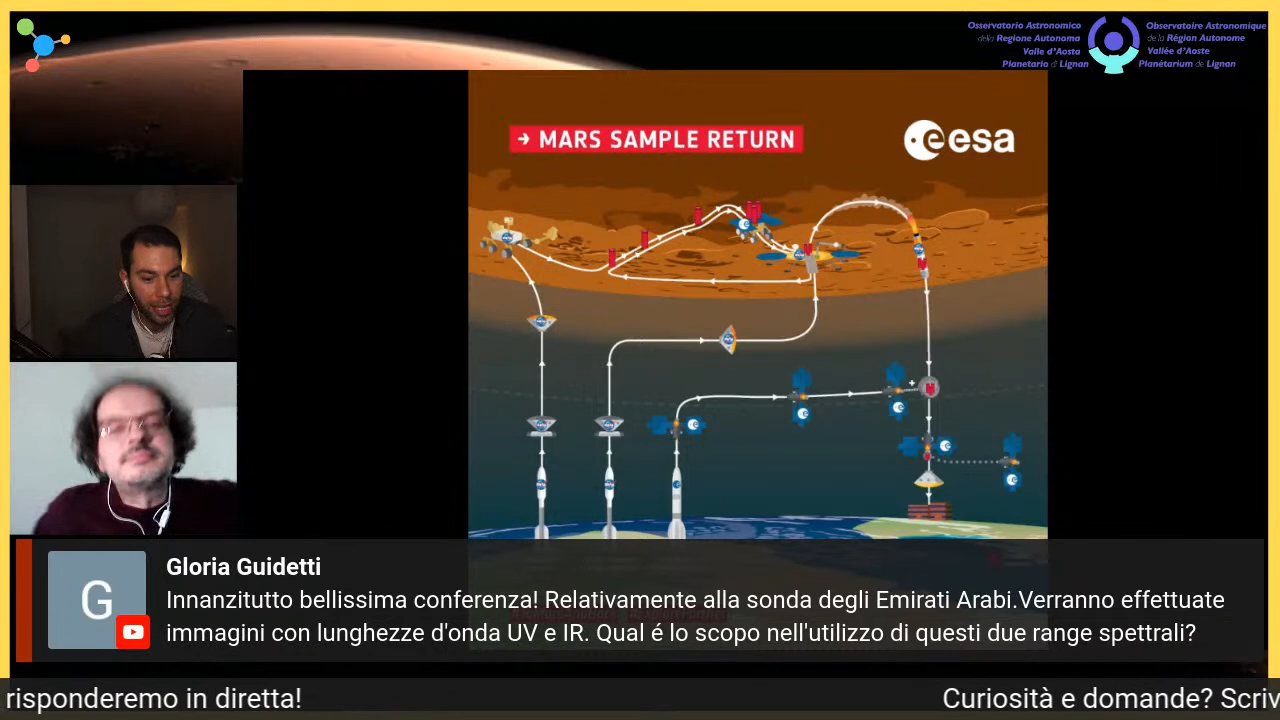 Osservatorio Astronomico
della Regione Autonoma
Valle d'Aosta
Planetario di Lignan
Observatoire Astronomique
de la Région Autonome
Vallée d'Aoste
Planétarium de Lignan
→ MARS SAMPLE RETURN
esa
Gloria Guidetti
G
Innanzitutto bellissima conferenza! Relativamente alla sonda degli Emirati Arabi.Verranno effettuate
immagini con lunghezze d'onda UV e IR. Qual é lo scopo nell'utilizzo di questi due range spettrali?
risponderemo in diretta!
Curiosità e domande? Scriv